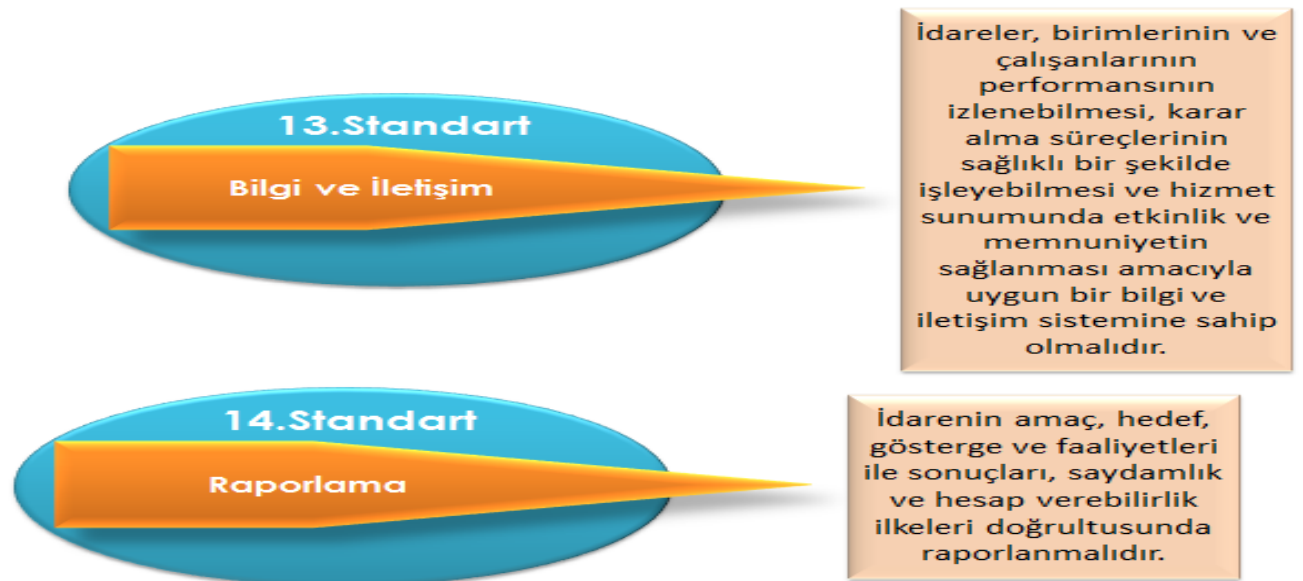 13.Standart
Bilgi ve İletişim
İdareler, birimlerinin ve
çalışanlarının
performansının
izlenebilmesi, karar
alma süreçlerinin
sağlıklı bir şekilde
işleyebilmesi ve hizmet
sunumunda etkinlik ve
memnuniyetin
sağlanması amacıyla
uygun bir bilgi ve
iletişim sistemine sahip
olmalıdır.
14.Standart
Raporlama
İdarenin amaç, hedef,
gösterge ve faaliyetleri
ile sonuçları, saydamlık
ve hesap verebilirlik
ilkeleri doğrultusunda
raporlanmalıdır.